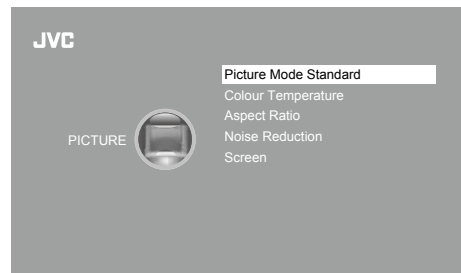 JVC
PICTURE
Picture Mode Standard
Colour Temperature
Aspect Ratio
Noise Reduction
Screen